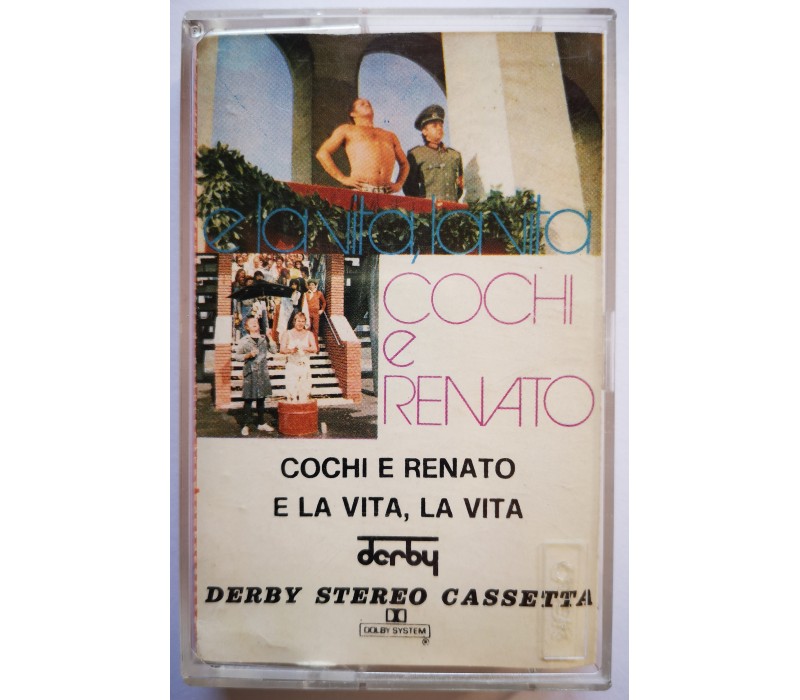 e la vita, la vita
COCHI
e
RENATO
COCHI E RENATO
E LA VITA, LA VITA
derby
DERBY STEREO CASSETTA
DOLBY SYSTEM
®